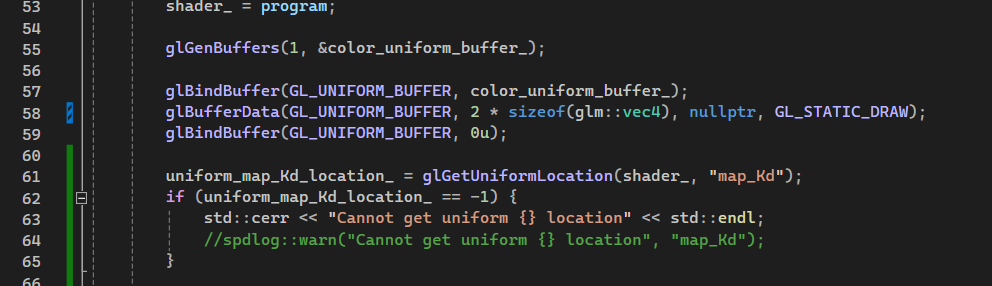 53 shader_ = program;
54
55 glGenBuffers(1, &color_uniform_buffer_);
56
57 glBindBuffer(GL_UNIFORM_BUFFER, color_uniform_buffer_);
58 glBufferData(GL_UNIFORM_BUFFER, 2 * sizeof(glm::vec4), nullptr, GL_STATIC_DRAW);
59 glBindBuffer(GL_UNIFORM_BUFFER, 0u);
60
61 uniform_map_Kd_location_ = glGetUniformLocation(shader_, "map_Kd");
62 if (uniform_map_Kd_location_ == -1) {
63 std::cerr << "Cannot get uniform {} location" << std::endl;
64 //spdlog::warn("Cannot get uniform {} location", "map_Kd");
65 }
66